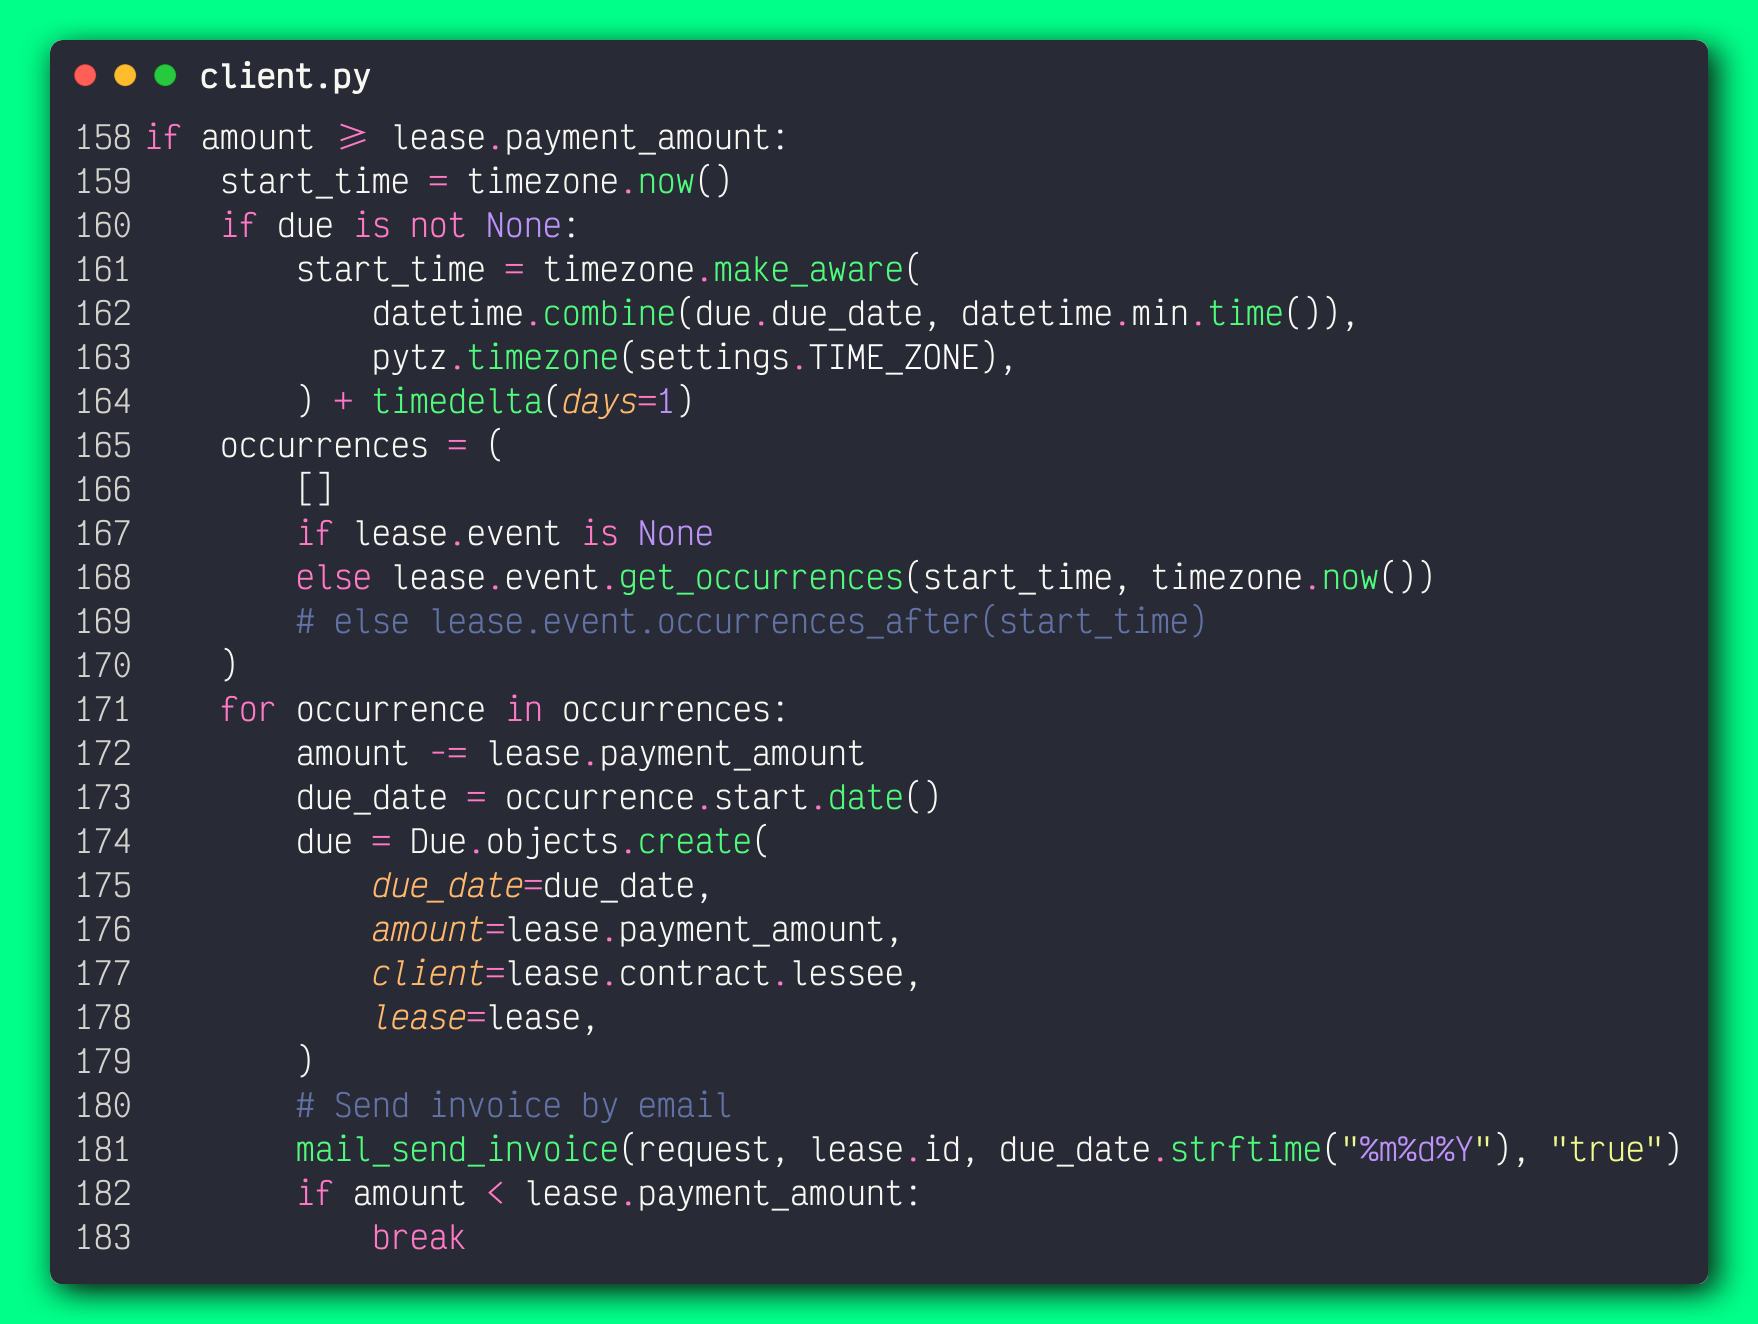 client.py
158 if amount >= lease.payment_amount:
159     start_time = timezone.now()
160     if due is not None:
161         start_time = timezone.make_aware(
162             datetime.combine(due.due_date, datetime.min.time()),
163             pytz.timezone(settings.TIME_ZONE),
164         ) + timedelta(days=1)
165     occurrences = (
166         []
167         if lease.event is None
168         else lease.event.get_occurrences(start_time, timezone.now())
169         # else lease.event.occurrences_after(start_time)
170     )
171     for occurrence in occurrences:
172         amount -= lease.payment_amount
173         due_date = occurrence.start.date()
174         due = Due.objects.create(
175             due_date=due_date,
176             amount=lease.payment_amount,
177             client=lease.contract.lessee,
178             lease=lease,
179         )
180         # Send invoice by email
181         mail_send_invoice(request, lease.id, due_date.strftime("%m%d%Y"), "true")
182         if amount < lease.payment_amount:
183             break